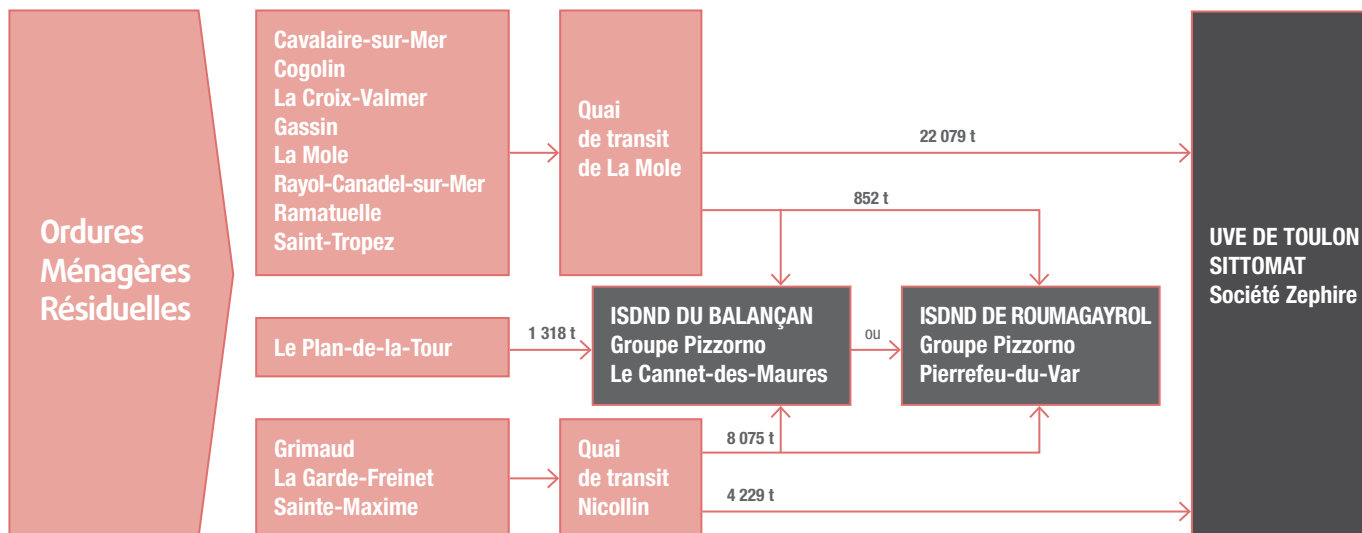 Ordures
Ménagères
Résiduelles
Cavalaire-sur-Mer
Cogolin
La Croix-Valmer
Gassin
La Mole
Rayol-Canadel-sur-Mer
Ramatuelle
Saint-Tropez
Quai
de transit
de La Mole
22 079 t
852 t
UVE DE TOULON
SITTOMAT
Société Zephire
Le Plan-de-la-Tour
1 318 t
ISDND DU BALANÇAN
Groupe Pizzorno
Le Cannet-des-Maures
ou
ISDND DE ROUMAGAYROL
Groupe Pizzorno
Pierrefeu-du-Var
Grimaud
La Garde-Freinet
Sainte-Maxime
Quai
de transit
Nicollin
8 075 t
4 229 t